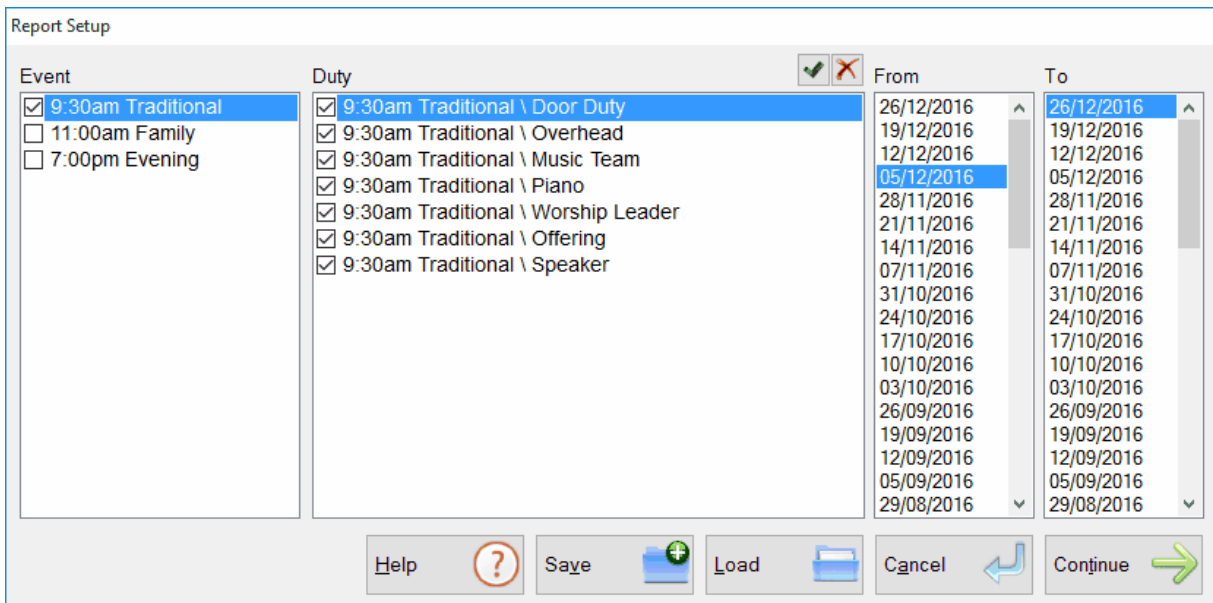 Report Setup
Event
9:30am Traditional
11:00am Family
7:00pm Evening
Duty
9:30am Traditional \ Door Duty
9:30am Traditional \ Overhead
9:30am Traditional \ Music Team
9:30am Traditional \ Piano
9:30am Traditional \ Worship Leader
9:30am Traditional \ Offering
9:30am Traditional \ Speaker
From
26/12/2016
19/12/2016
12/12/2016
05/12/2016
28/11/2016
21/11/2016
14/11/2016
07/11/2016
31/10/2016
24/10/2016
17/10/2016
10/10/2016
03/10/2016
26/09/2016
19/09/2016
12/09/2016
05/09/2016
29/08/2016
To
26/12/2016
19/12/2016
12/12/2016
05/12/2016
28/11/2016
21/11/2016
14/11/2016
07/11/2016
31/10/2016
24/10/2016
17/10/2016
10/10/2016
03/10/2016
26/09/2016
19/09/2016
12/09/2016
05/09/2016
29/08/2016
Help
Save
Load
Cancel
Continue